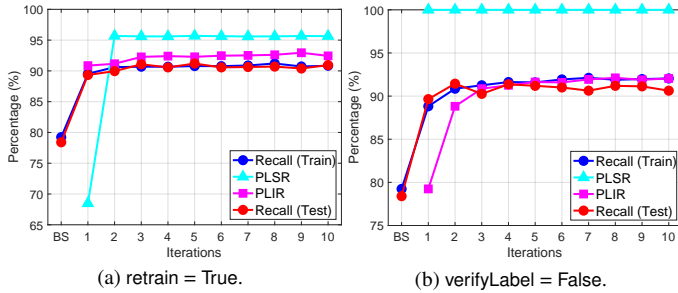 100
95
90
85
80
75
70
65
Percentage (%)
BS 1 2 3 4 5 6 7 8 9 10
Iterations
Recall (Train)
PLSR
PLIR
Recall (Test)
(a) retrain = True.
100
95
90
85
80
75
Percentage (%)
BS 1 2 3 4 5 6 7 8 9 10
Iterations
Recall (Train)
PLSR
PLIR
Recall (Test)
(b) verifyLabel = False.